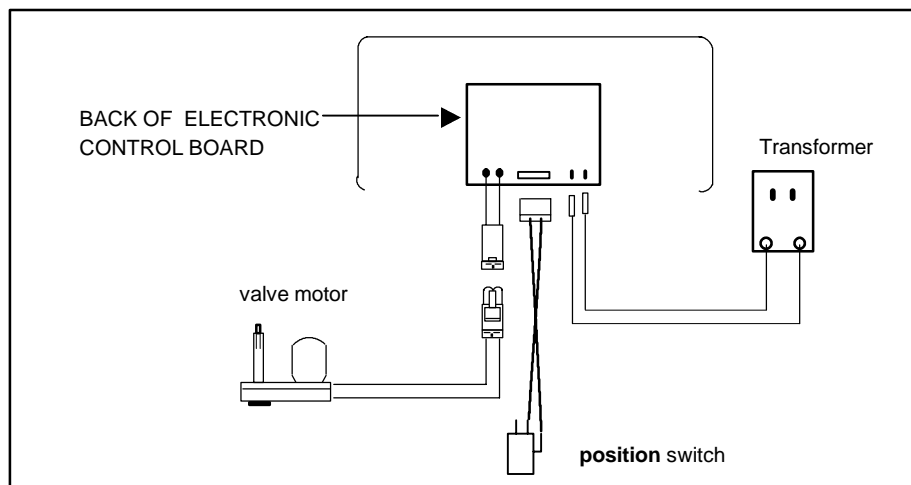 BACK OF ELECTRONIC
CONTROL BOARD
Transformer
valve motor
position switch